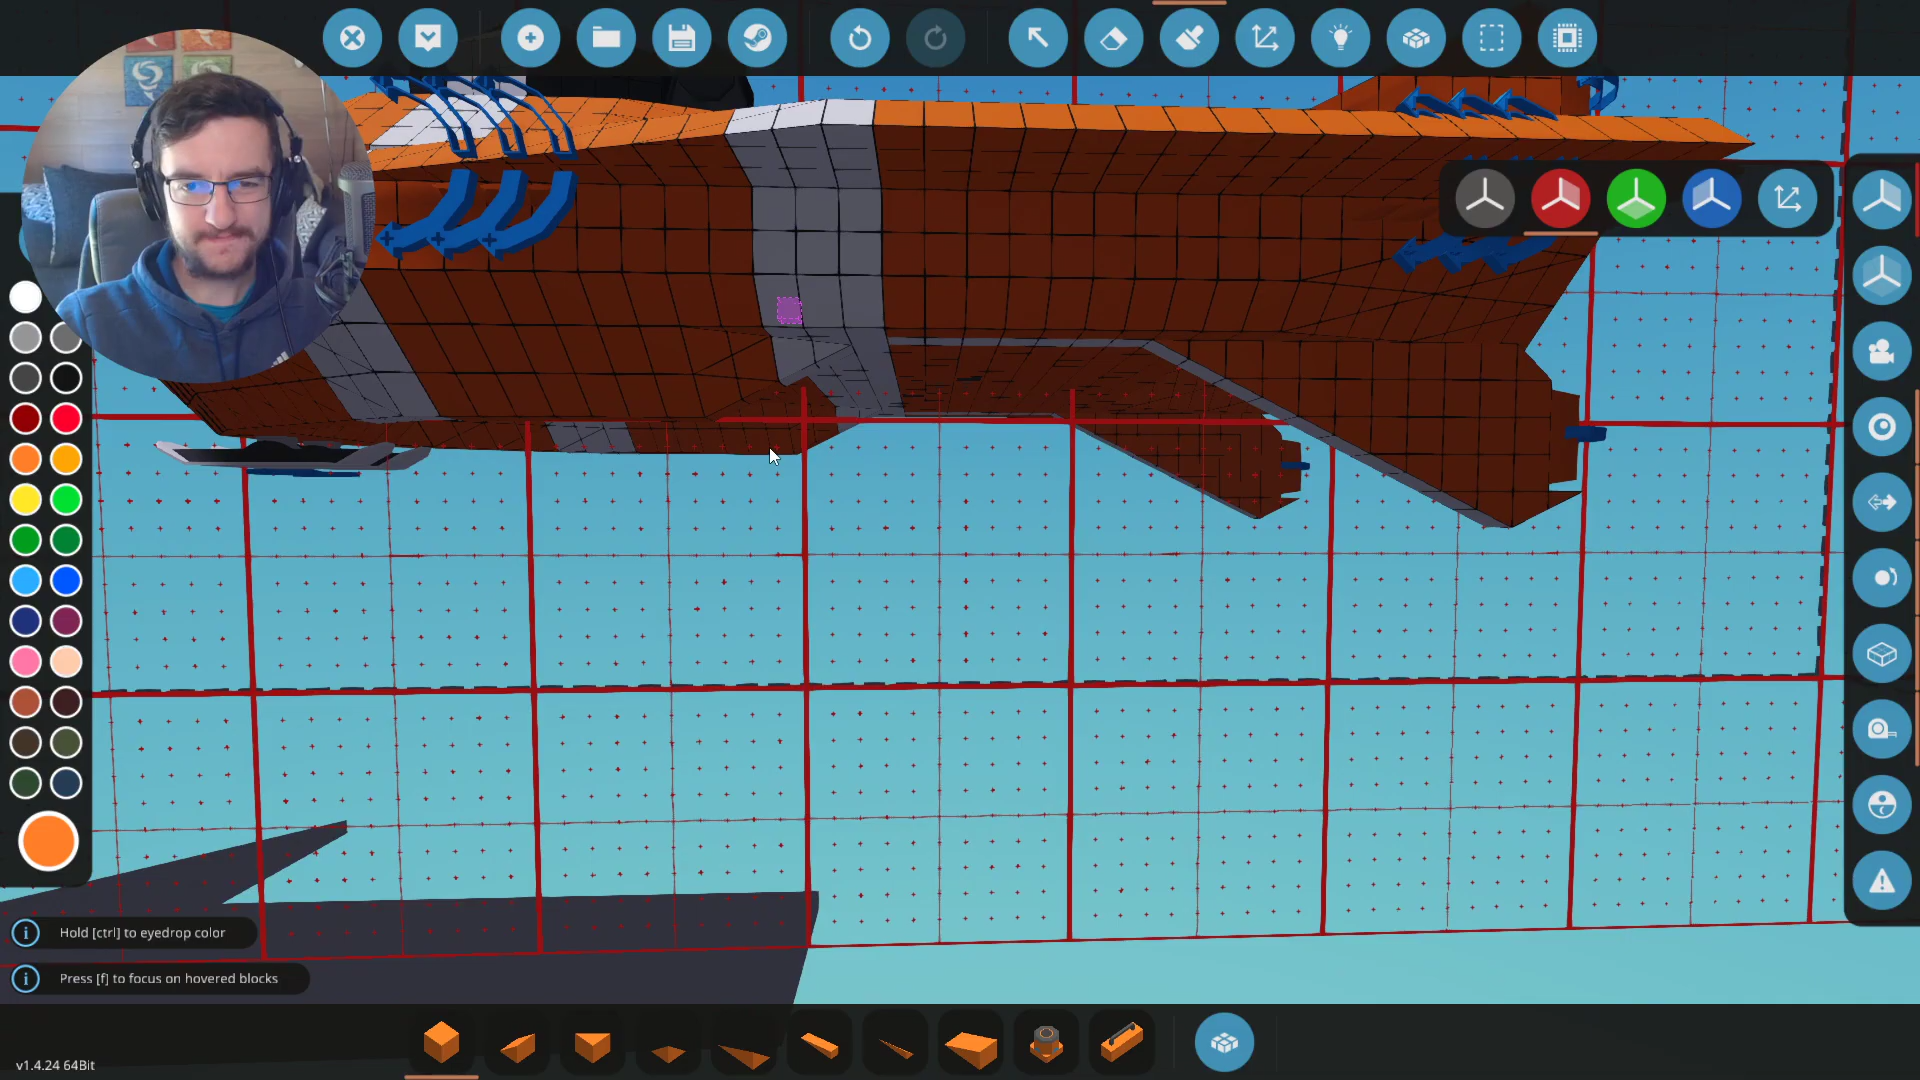 Hold [ctrl] to eyedrop color
Press [f] to focus on hovered blocks
v1.4.24 64Bit